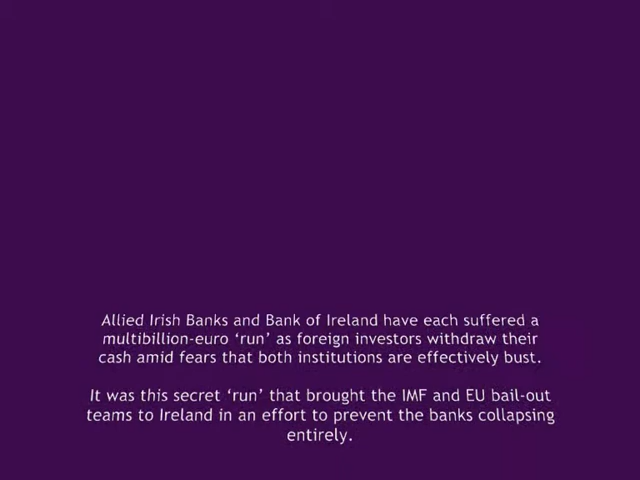 Allied Irish Banks and Bank of Ireland have each suffered a
multibillion-euro ‘run’ as foreign investors withdraw their
cash amid fears that both institutions are effectively bust.
It was this secret ‘run’ that brought the IMF and EU bail-out
teams to Ireland in an effort to prevent the banks collapsing
entirely.